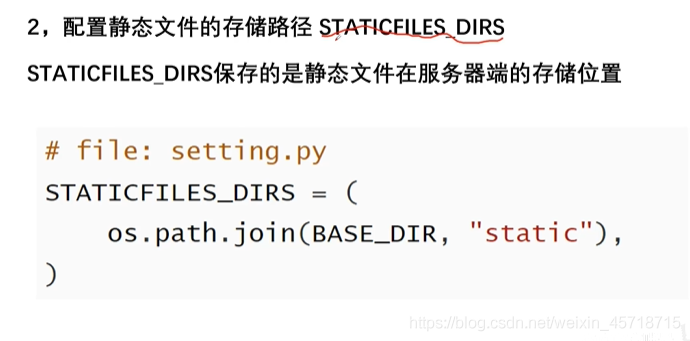 2，配置静态文件的存储路径 STATICFILES_DIRS
STATICFILES_DIRS保存的是静态文件在服务器端的存储位置
# file: setting.py
STATICFILES_DIRS = (
    os.path.join(BASE_DIR, "static"),
)
https://blog.csdn.net/weixin_45718715